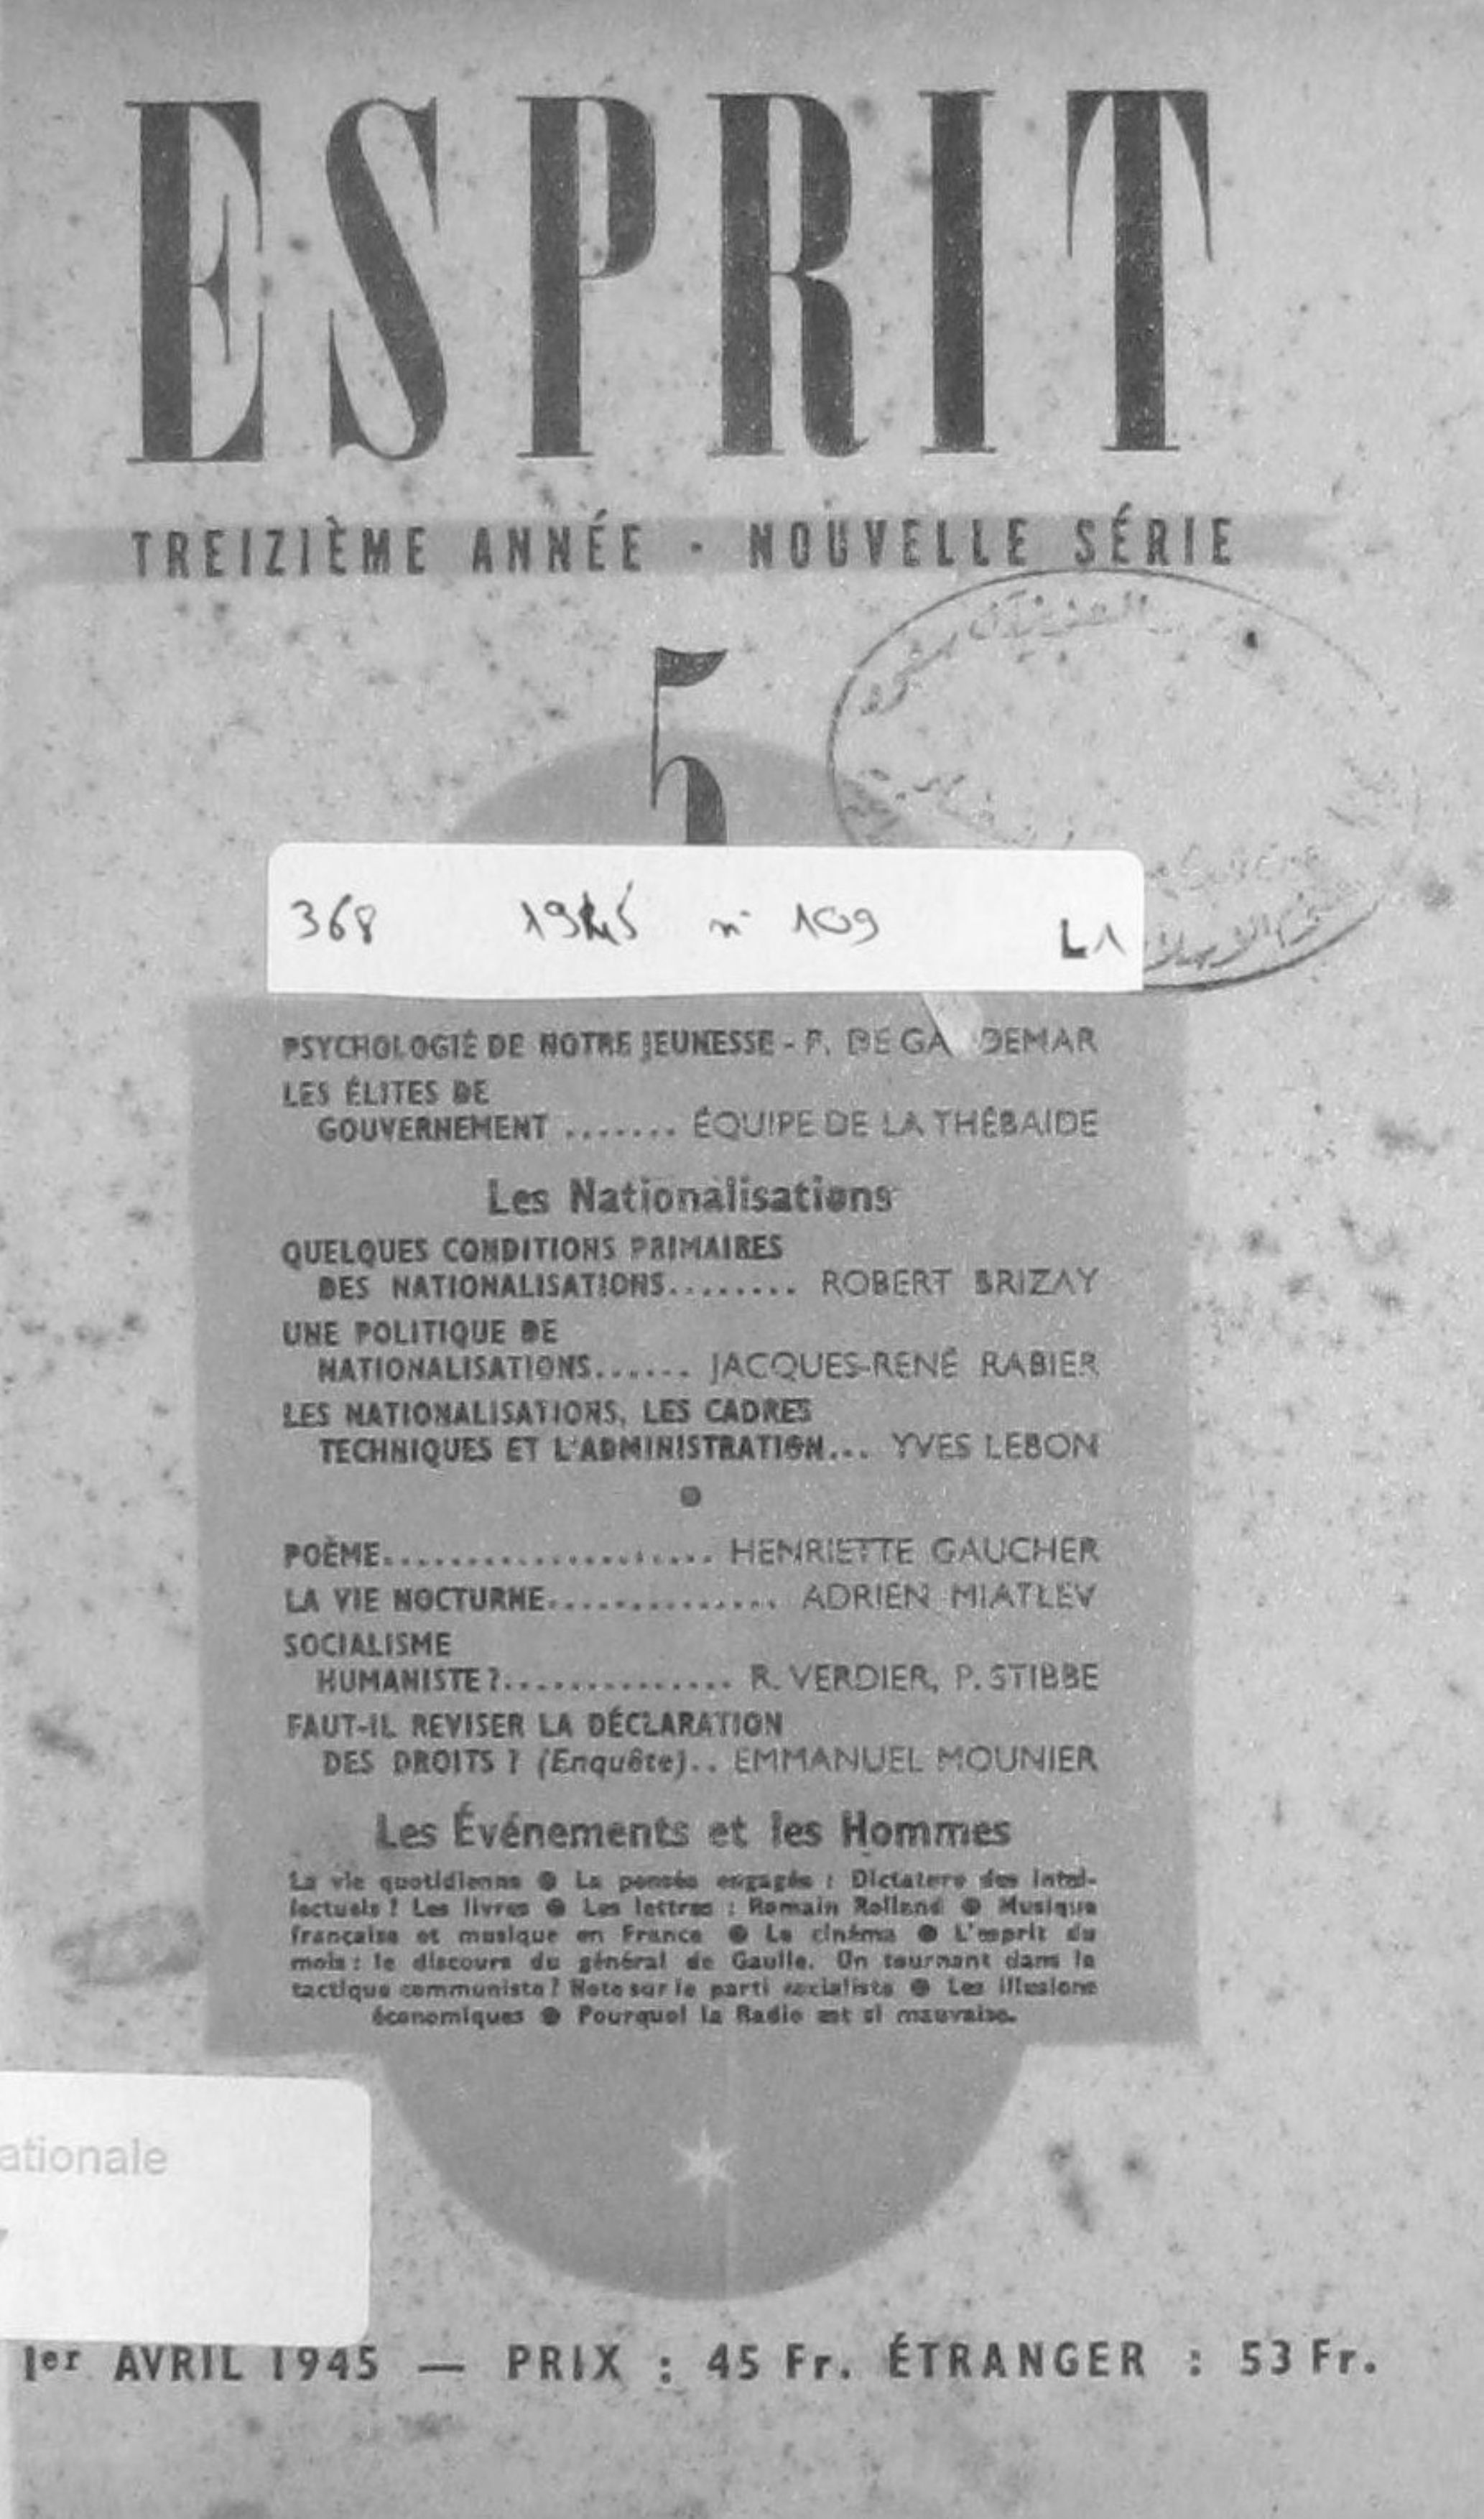 ESPRIT
TREIZIÈME ANNÉE · NOUVELLE SÉRIE
5
368 1945 n° 109 L1
PSYCHOLOGIE DE NOTRE JEUNESSE - P. DE GA DEMAR
LES ÉLITES DE
GOUVERNEMENT ....... ÉQUIPE DE LA THÉBAIDE
Les Nationalisations
QUELQUES CONDITIONS PRIMAIRES
DES NATIONALISATIONS........ ROBERT BRIZAY
UNE POLITIQUE DE
NATIONALISATIONS...... JACQUES-RENÉ RABIER
LES NATIONALISATIONS, LES CADRES
TECHNIQUES ET L'ADMINISTRATION... YVES LEBON
●
POÈME.................... HENRIETTE GAUCHER
LA VIE NOCTURNE.............. ADRIEN MIATLEV
SOCIALISME
HUMANISTE ?.............. R. VERDIER, P. STIBBE
FAUT-IL REVISER LA DÉCLARATION
DES DROITS ? (Enquête).. EMMANUEL MOUNIER
Les Événements et les Hommes
La vie quotidienne ● La pensée engagée : Dictature des intel-
lectuels ? Les livres ● Les lettres : Romain Rolland ● Musique
française et musique en France ● Le cinéma ● L'esprit du
mois : le discours du général de Gaulle. Un tournant dans la
tactique communiste ? Note sur le parti socialiste ● Les illusions
économiques ● Pourquoi la Radio est si mauvaise.
ationale
1er AVRIL 1945 — PRIX : 45 Fr. ÉTRANGER : 53 Fr.